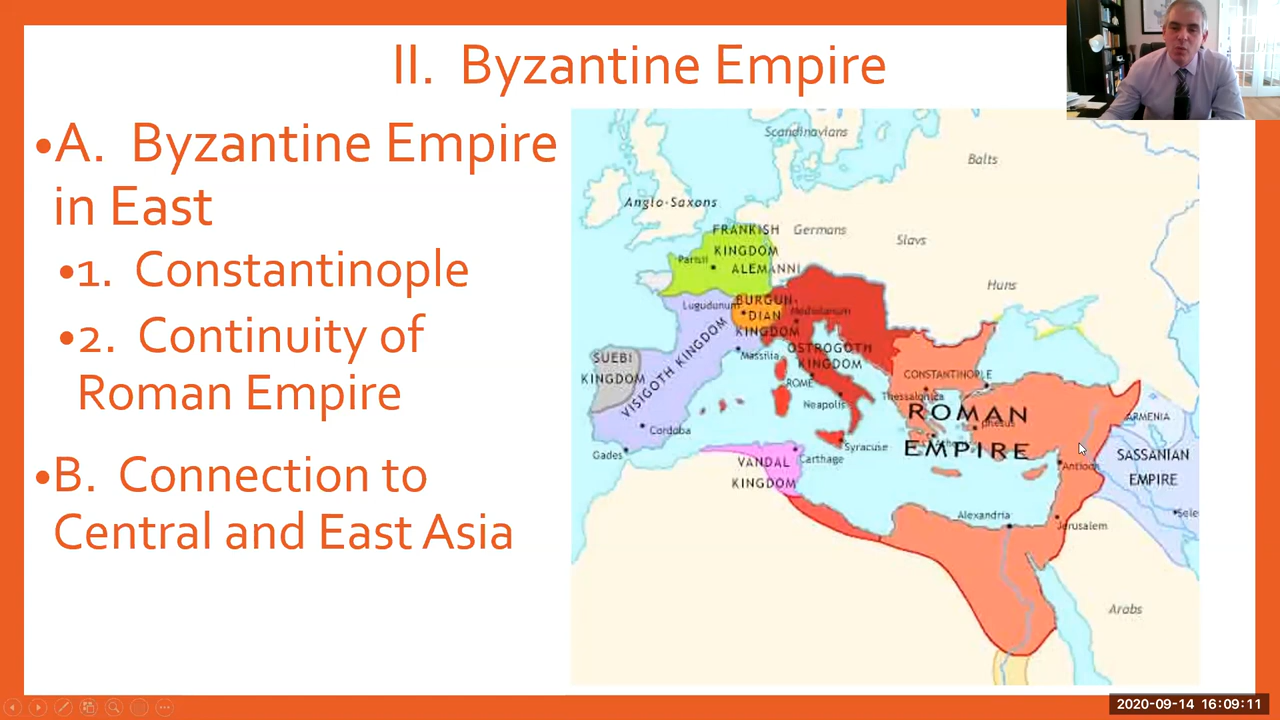 II. Byzantine Empire
•A. Byzantine Empire
in East
•1. Constantinople
•2. Continuity of
Roman Empire
•B. Connection to
Central and East Asia
Scandinavians
Balts
Anglo-Saxons
FRANKISH
KINGDOM
Germans
Slavs
Parisii
ALEMANNI
Huns
Lugudunum
BURGUN-
DIAN
KINGDOM
Mediolanum
OSTROGOTH
KINGDOM
Massilia
SUEBI
KINGDOM
VISIGOTH KINGDOM
ROME
Neapolis
CONSTANTINOPLE
Thessalonica
ROMAN
EMPIRE
ARMENIA
SASSANIAN
EMPIRE
Cordoba
Gades
Syracuse
Carthage
VANDAL
KINGDOM
Antioch
Alexandria
Jerusalem
Sele
Arabs
2020-09-14 16:09:11